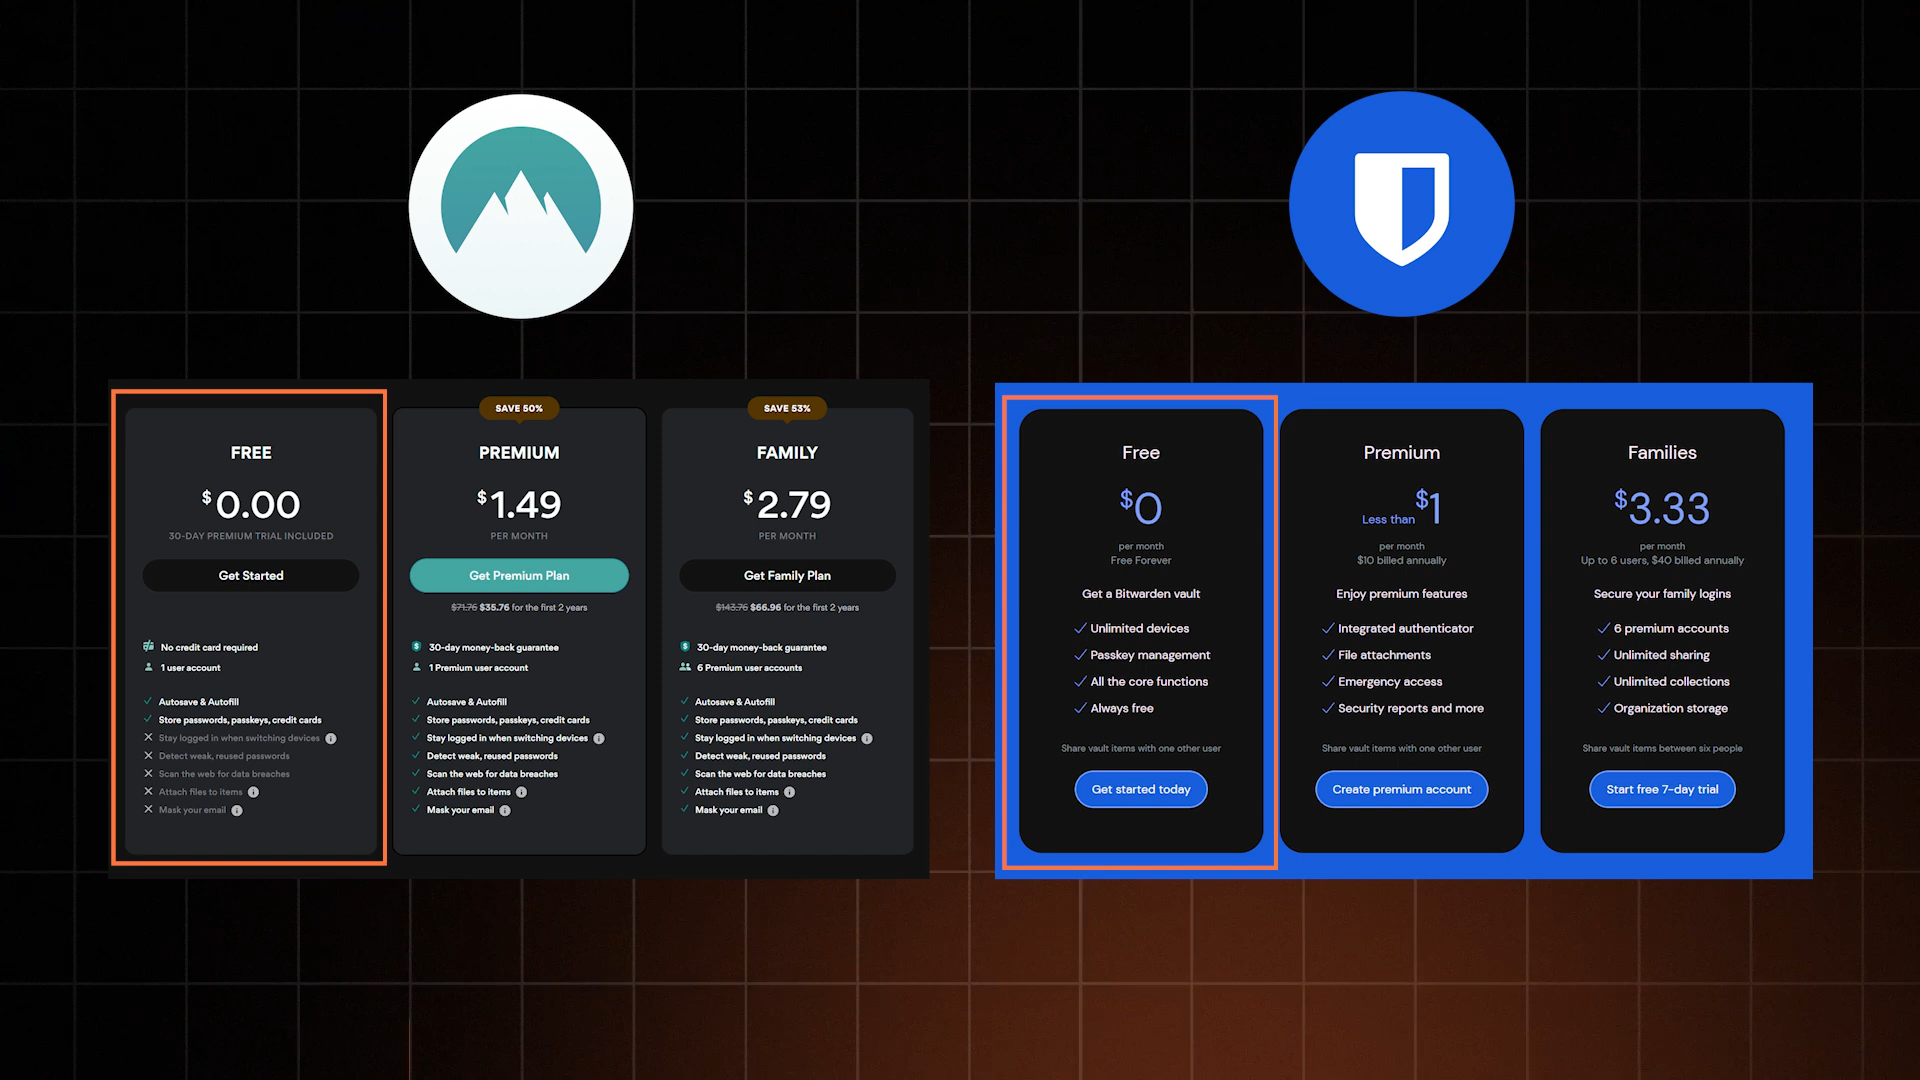 FREE
$0.00
30-DAY PREMIUM TRIAL INCLUDED
Get Started
No credit card required
1 user account
Autosave & Autofill
Store passwords, passkeys, credit cards
Stay logged in when switching devices
Detect weak, reused passwords
Scan the web for data breaches
Attach files to items
Mask your email
SAVE 50%
PREMIUM
$1.49
PER MONTH
Get Premium Plan
$71.76 $35.76 for the first 2 years
30-day money-back guarantee
1 Premium user account
Autosave & Autofill
Store passwords, passkeys, credit cards
Stay logged in when switching devices
Detect weak, reused passwords
Scan the web for data breaches
Attach files to items
Mask your email
SAVE 53%
FAMILY
$2.79
PER MONTH
Get Family Plan
$143.76 $66.96 for the first 2 years
30-day money-back guarantee
6 Premium user accounts
Autosave & Autofill
Store passwords, passkeys, credit cards
Stay logged in when switching devices
Detect weak, reused passwords
Scan the web for data breaches
Attach files to items
Mask your email
Free
$0
per month
Free Forever
Get a Bitwarden vault
Unlimited devices
Passkey management
All the core functions
Always free
Share vault items with one other user
Get started today
Premium
Less than $1
per month
$10 billed annually
Enjoy premium features
Integrated authenticator
File attachments
Emergency access
Security reports and more
Share vault items with one other user
Create premium account
Families
$3.33
per month
Up to 6 users, $40 billed annually
Secure your family logins
6 premium accounts
Unlimited sharing
Unlimited collections
Organization storage
Share vault items between six people
Start free 7-day trial